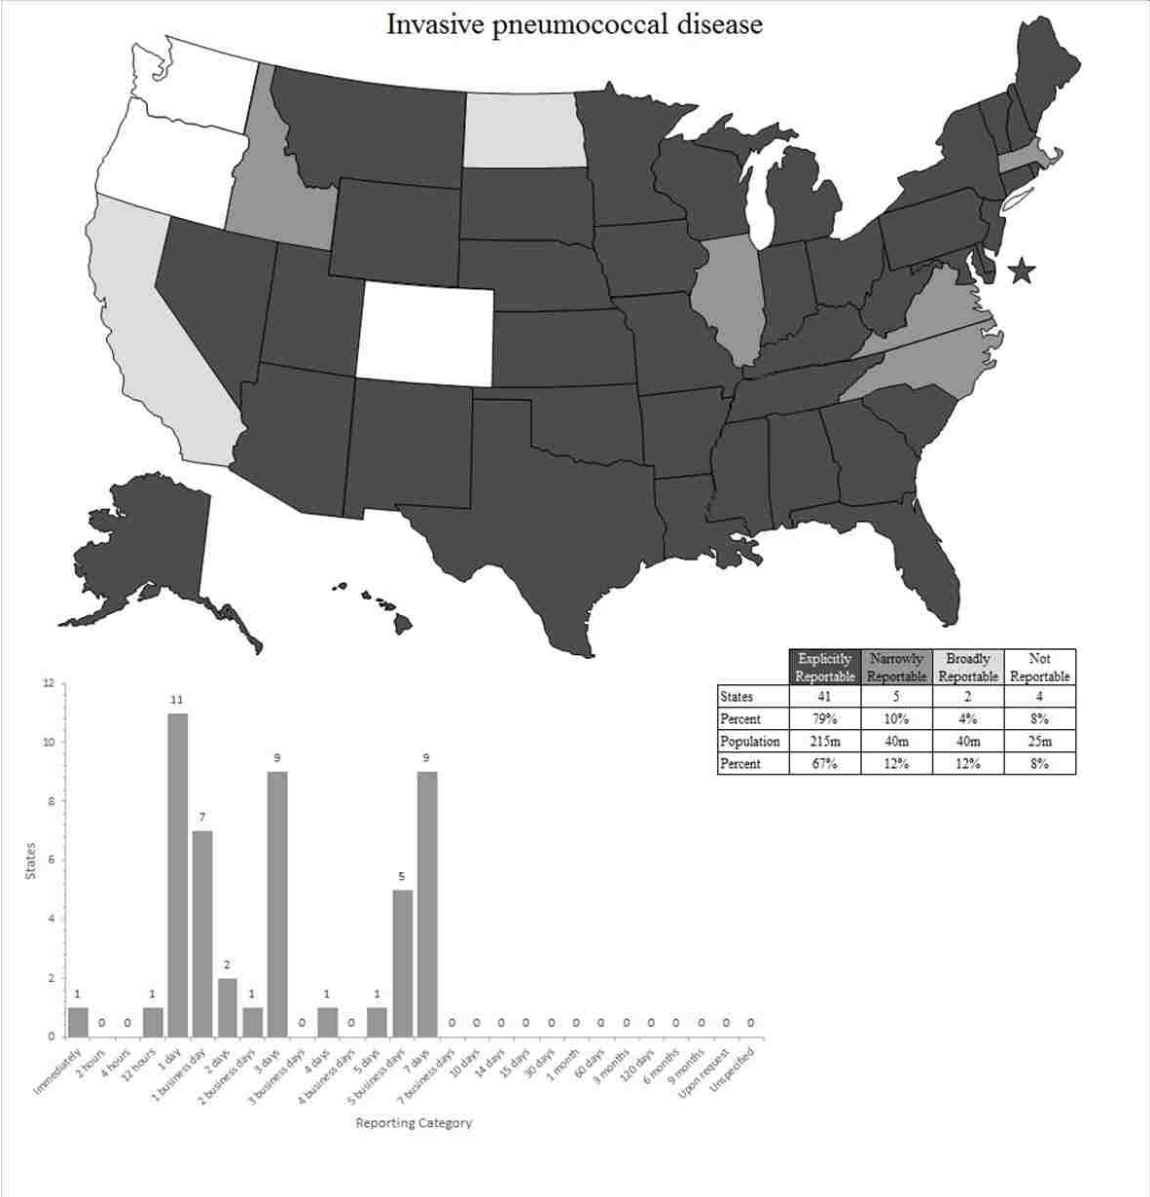 Invasive pneumococcal disease
Explicitly Reportable Narrowly Reportable Broadly Reportable Not Reportable
States 41 5 2 4
Percent 79% 10% 4% 8%
Population 215m 40m 40m 25m
Percent 67% 12% 12% 8%
12
10
8
6
4
2
0
States
1 0 0 1 11 7 2 1 9 0 1 0 1 5 9 0 0 0 0 0 0 0 0 0 0 0 0 0
Immediately
2 hours
4 hours
12 hours
1 day
1 business day
2 days
2 business days
3 days
3 business days
4 days
4 business days
5 days
5 business days
7 days
7 business days
10 days
14 days
15 days
30 days
1 month
60 days
3 months
120 days
6 months
9 months
Upon request
Unspecified
Reporting Category